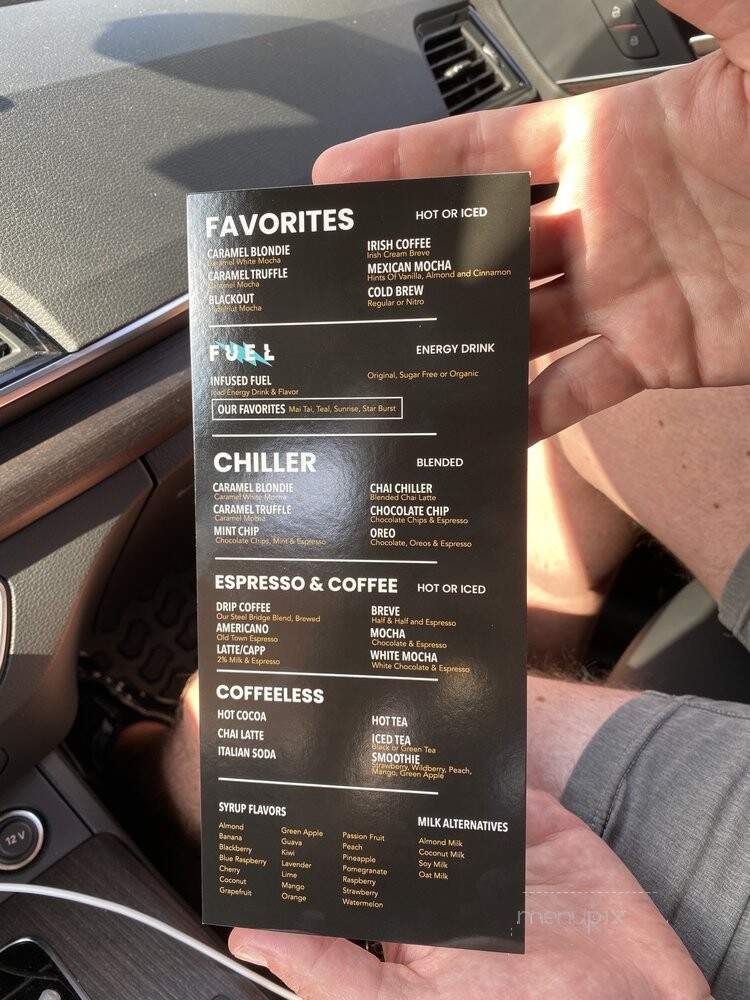 FAVORITES
HOT OR ICED
CARAMEL BLONDIE
Caramel White Mocha
CARAMEL TRUFFLE
Caramel Mocha
BLACKOUT
Hazelnut Mocha
IRISH COFFEE
Irish Cream Breve
MEXICAN MOCHA
Hints Of Vanilla, Almond and Cinnamon
COLD BREW
Regular or Nitro
FUEL
ENERGY DRINK
INFUSED FUEL
Iced Energy Drink & Flavor
Original, Sugar Free or Organic
OUR FAVORITES Mai Tai, Teal, Sunrise, Star Burst
CHILLER
BLENDED
CARAMEL BLONDIE
Caramel White Mocha
CARAMEL TRUFFLE
Caramel Mocha
MINT CHIP
Chocolate Chips, Mint & Espresso
CHAI CHILLER
Blended Chai Latte
CHOCOLATE CHIP
Chocolate Chips & Espresso
OREO
Chocolate, Oreos & Espresso
ESPRESSO & COFFEE
HOT OR ICED
DRIP COFFEE
Our Steel Bridge Blend, Brewed
AMERICANO
Old Town Espresso
LATTE/CAPP
2% Milk & Espresso
BREVE
Half & Half and Espresso
MOCHA
Chocolate & Espresso
WHITE MOCHA
White Chocolate & Espresso
COFFEELESS
HOT COCOA
CHAI LATTE
ITALIAN SODA
HOT TEA
ICED TEA
Black or Green Tea
SMOOTHIE
Strawberry, Wildberry, Peach,
Mango, Green Apple
SYRUP FLAVORS
Almond
Banana
Blackberry
Blue Raspberry
Cherry
Coconut
Grapefruit
Green Apple
Guava
Kiwi
Lavender
Lime
Mango
Orange
Passion Fruit
Peach
Pineapple
Pomegranate
Raspberry
Strawberry
Watermelon
MILK ALTERNATIVES
Almond Milk
Coconut Milk
Soy Milk
Oat Milk
12 V
menupix